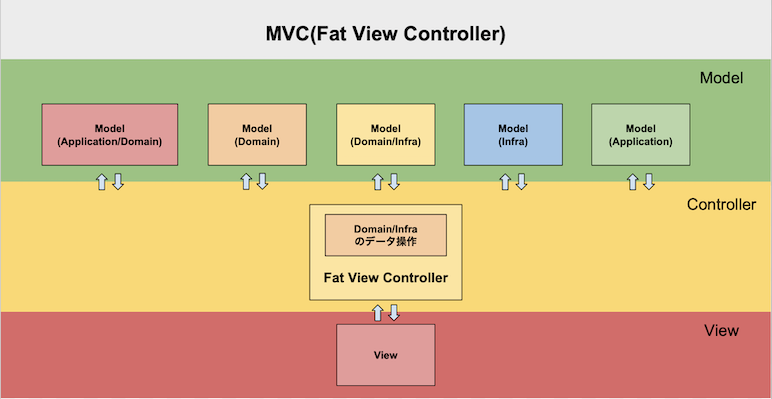 MVC(Fat View Controller)
Model
Model
(Application/Domain)
Model
(Domain)
Model
(Domain/Infra)
Model
(Infra)
Model
(Application)
Controller
Domain/Infra
のデータ操作
Fat View Controller
View
View